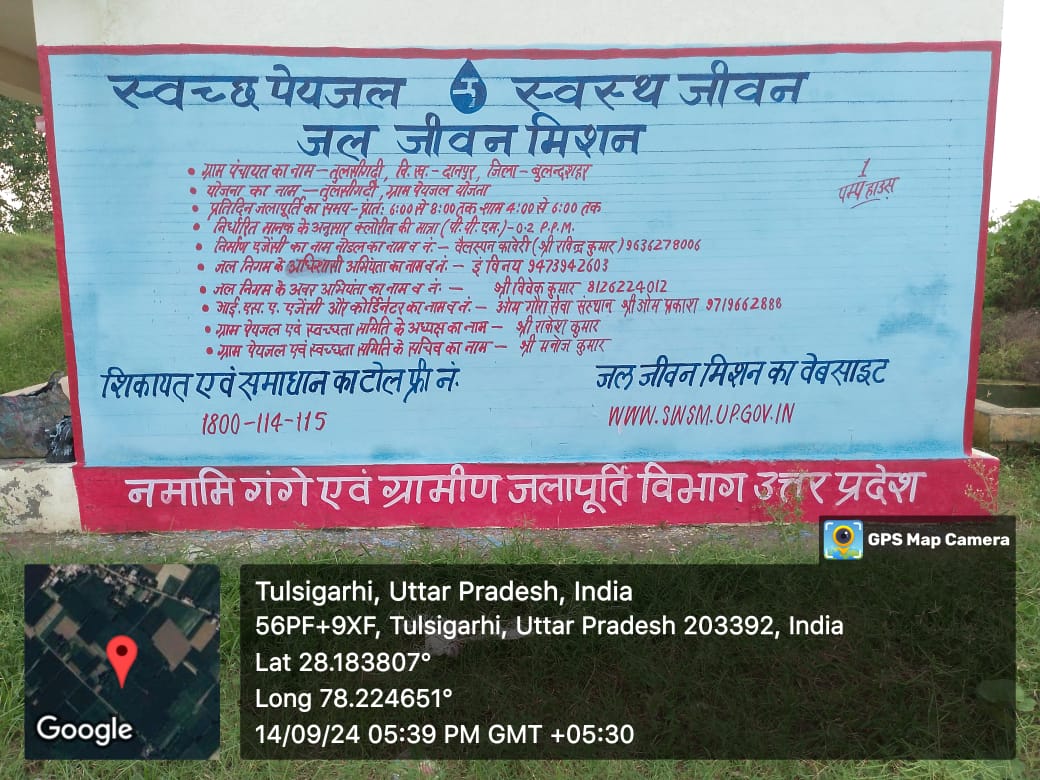 स्वच्छ पेयजल स्वस्थ जीवन
जल जीवन मिशन
• ग्राम पंचायत का नाम – तुलसीगढी, वि.ख.- दानपुर, जिला - बुलन्दशहर
• योजना का नाम – तुलसीगढी, ग्राम पेयजल योजना
• प्रतिदिन जलापूर्ति का समय- प्रातः 6:00 से 8:00 तक शाम 4:00 से 6:00 तक
• निर्धारित मानक के अनुसार क्लोरीन की मात्रा (पी.पी.एम.)-0.2 P.P.M.
• निर्माण एजेंसी का नाम नोडल का नाम व नं:- वैलस्पन कावेरी (श्री रविन्द्र कुमार) 9636278006
• जल निगम के अधिशासी अभियंता का नाम व नं.- इं विनय 9473942603
• जल निगम के अवर अभियंता का नाम व नं.- श्री विवेक कुमार 8126224012
• आई.एस.ए. एजेंसी और कोर्डिनेटर का नाम व नं.- ओम गौरा सेवा संस्थान श्री ओम प्रकाश 9719662888
• ग्राम पेयजल एवं स्वच्छता समिति के अध्यक्ष का नाम - श्री राकेश कुमार
• ग्राम पेयजल एवं स्वच्छता समिति के सचिव का नाम - श्री मनोज कुमार
1
पम्प हाउस
शिकायत एवं समाधान का टोल फ्री नं.
1800-114-115
जल जीवन मिशन का वेबसाइट
WWW.SWSM.UP.GOV.IN
नमामि गंगे एवं ग्रामीण जलापूर्ति विभाग उत्तर प्रदेश
GPS Map Camera
Tulsigarhi, Uttar Pradesh, India
56PF+9XF, Tulsigarhi, Uttar Pradesh 203392, India
Lat 28.183807°
Long 78.224651°
14/09/24 05:39 PM GMT +05:30
Google